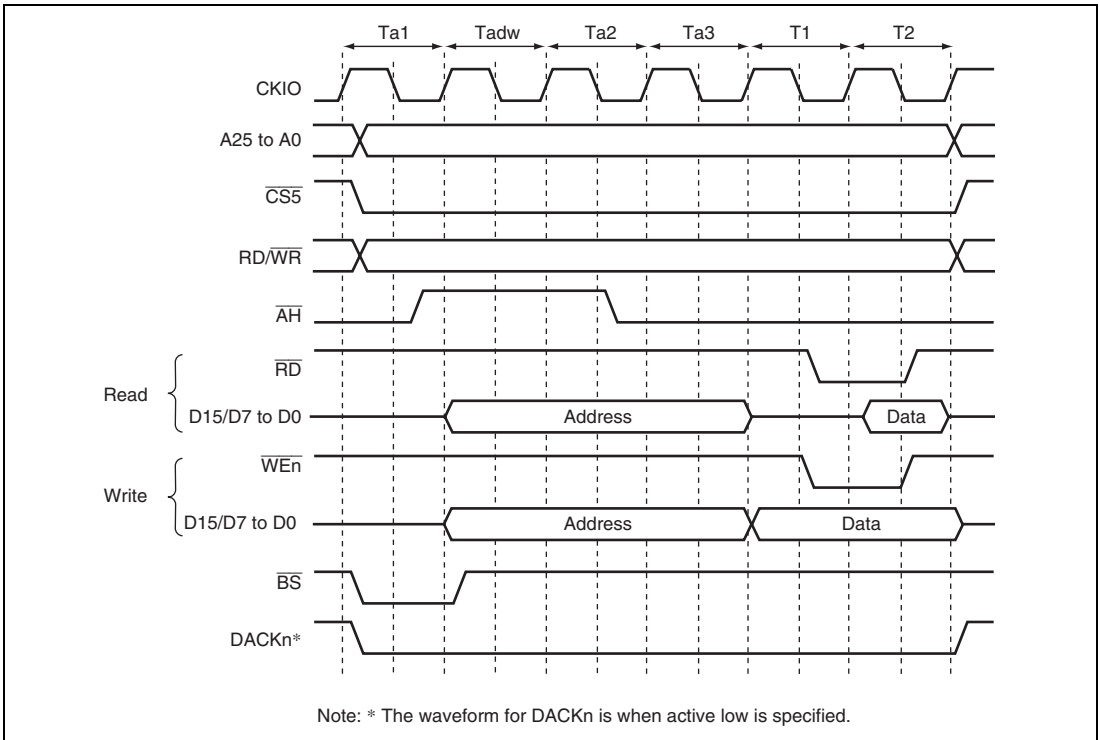 Ta1 Tadw Ta2 Ta3 T1 T2
CKIO
A25 to A0
CS5
RD/WR
AH
RD
Read
D15/D7 to D0 Address Data
WEn
Write
D15/D7 to D0 Address Data
BS
DACKn*
Note: * The waveform for DACKn is when active low is specified.